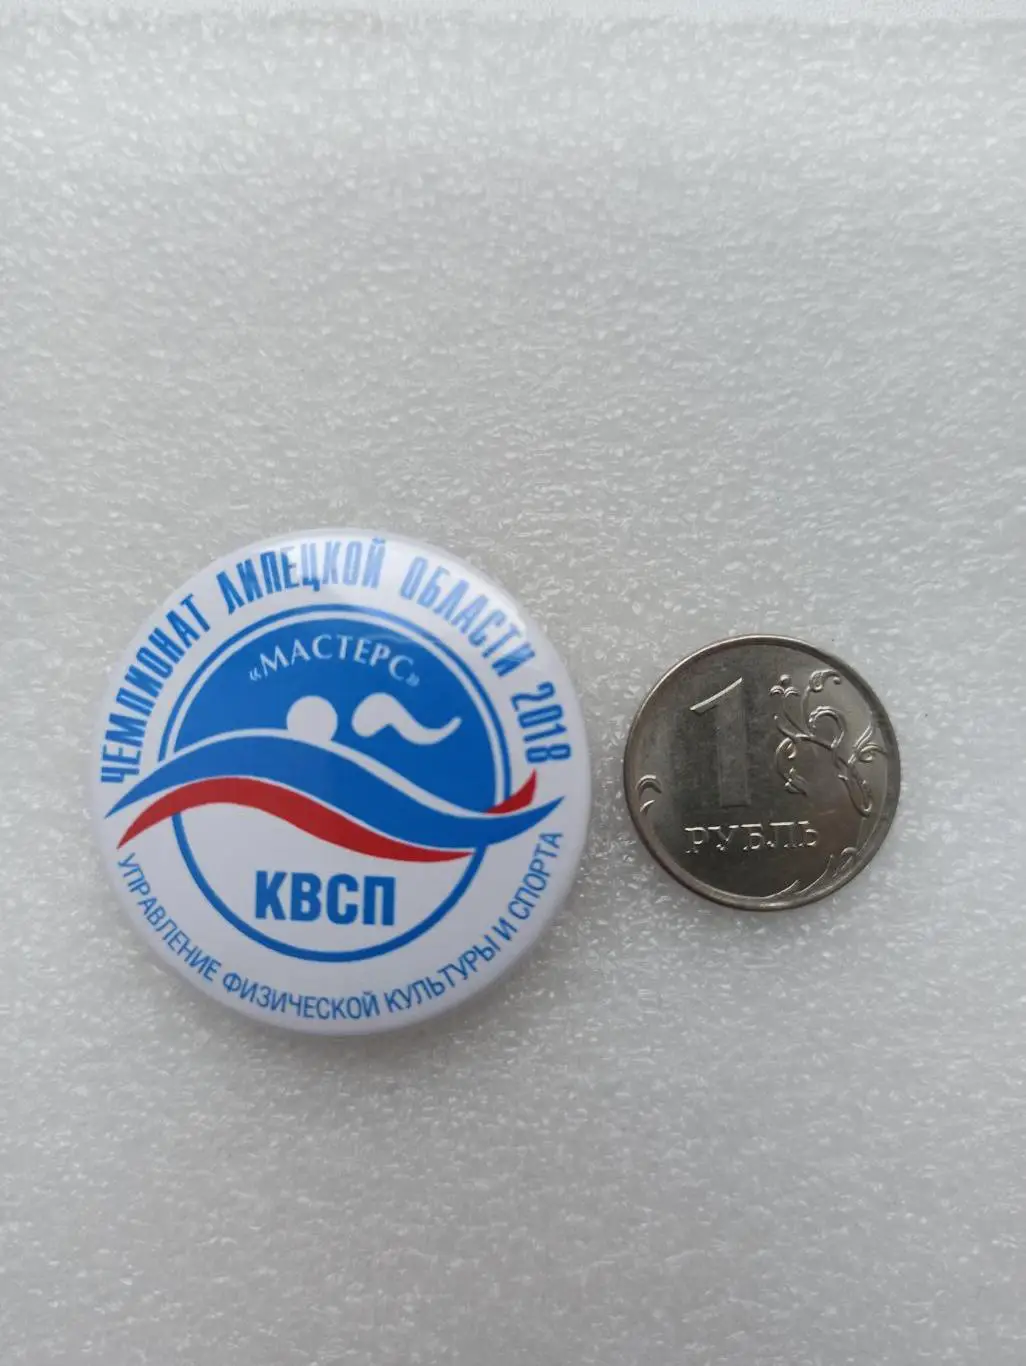 ЧЕМПИОНАТ ЛИПЕЦКОЙ ОБЛАСТИ 2018
«МАСТЕРС»
КВСП
УПРАВЛЕНИЕ ФИЗИЧЕСКОЙ КУЛЬТУРЫ И СПОРТА
1
РУБЛЬ